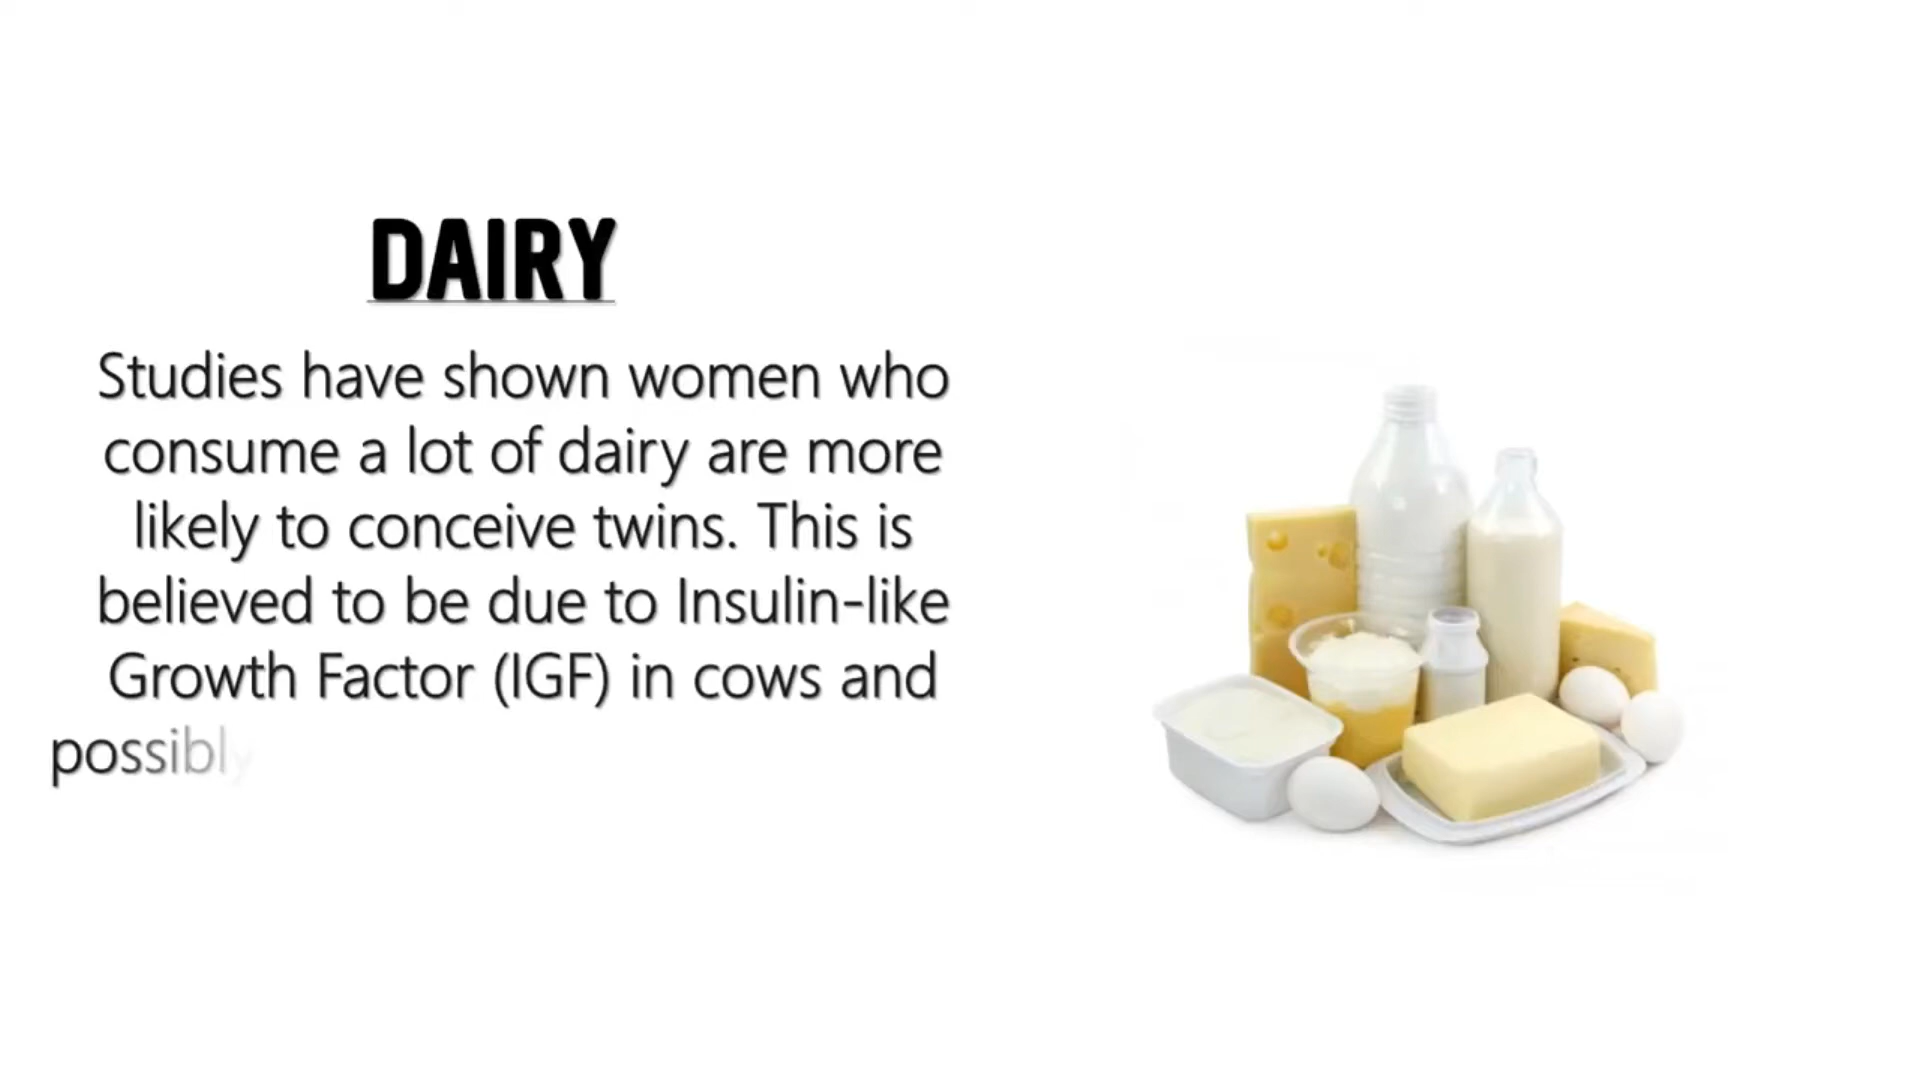 DAIRY
Studies have shown women who
consume a lot of dairy are more
likely to conceive twins. This is
believed to be due to Insulin-like
Growth Factor (IGF) in cows and
possibly